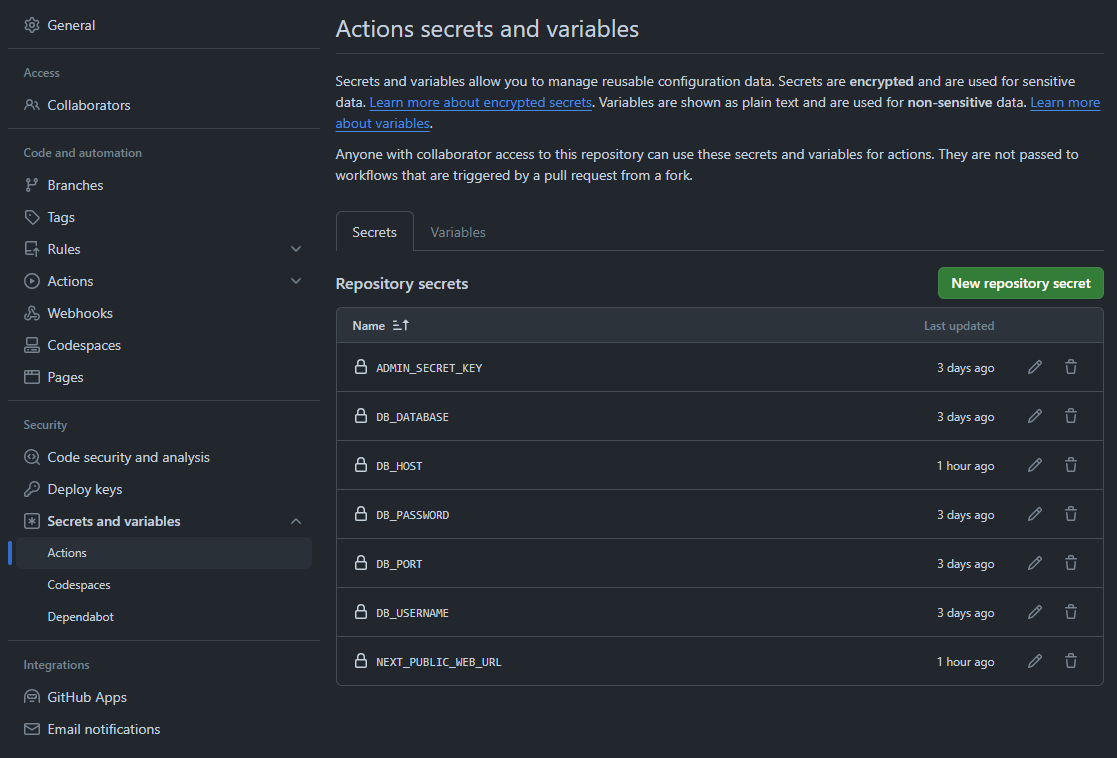 General
Access
Collaborators
Code and automation
Branches
Tags
Rules
Actions
Webhooks
Codespaces
Pages
Security
Code security and analysis
Deploy keys
Secrets and variables
Actions
Codespaces
Dependabot
Integrations
GitHub Apps
Email notifications
Actions secrets and variables
Secrets and variables allow you to manage reusable configuration data. Secrets are encrypted and are used for sensitive
data. Learn more about encrypted secrets. Variables are shown as plain text and are used for non-sensitive data. Learn more
about variables.
Anyone with collaborator access to this repository can use these secrets and variables for actions. They are not passed to
workflows that are triggered by a pull request from a fork.
Secrets Variables
Repository secrets New repository secret
Name Last updated
ADMIN_SECRET_KEY 3 days ago
DB_DATABASE 3 days ago
DB_HOST 1 hour ago
DB_PASSWORD 3 days ago
DB_PORT 3 days ago
DB_USERNAME 3 days ago
NEXT_PUBLIC_WEB_URL 1 hour ago